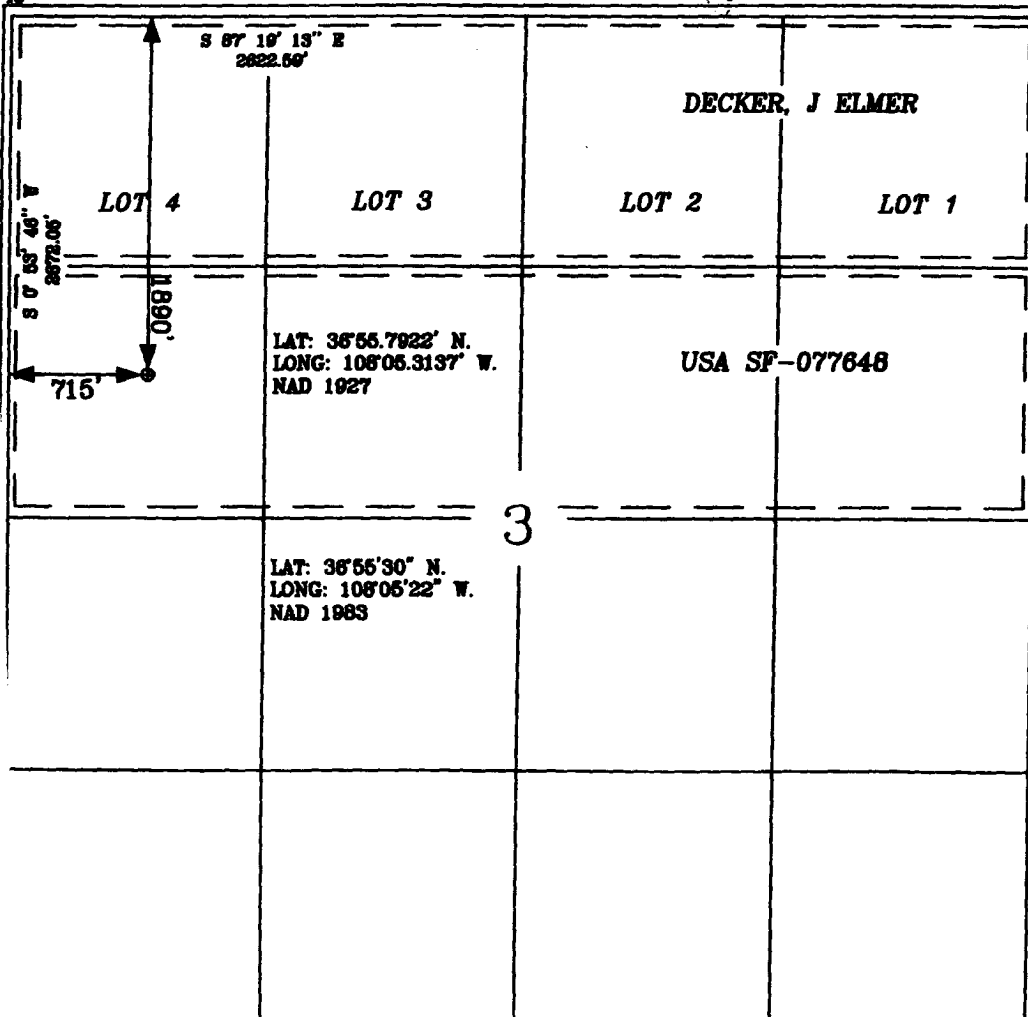 S 87° 19' 13" E
2622.59'
DECKER, J ELMER
S 0° 53' 46" W
2672.05'
LOT 4
LOT 3
LOT 2
LOT 1
1890'
LAT: 36°55.7922' N.
LONG: 108°05.3137' W.
NAD 1927
USA SF-077648
715'
3
LAT: 36°55'30" N.
LONG: 108°05'22" W.
NAD 1983